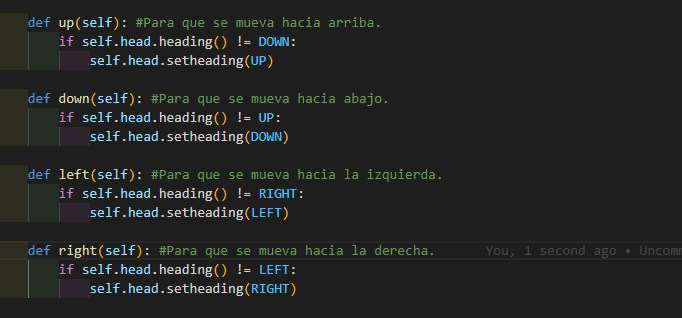 def up(self): #Para que se mueva hacia arriba.
if self.head.heading() != DOWN:
self.head.setheading(UP)
def down(self): #Para que se mueva hacia abajo.
if self.head.heading() != UP:
self.head.setheading(DOWN)
def left(self): #Para que se mueva hacia la izquierda.
if self.head.heading() != RIGHT:
self.head.setheading(LEFT)
def right(self): #Para que se mueva hacia la derecha. You, 1 second ago • Uncomm
if self.head.heading() != LEFT:
self.head.setheading(RIGHT)